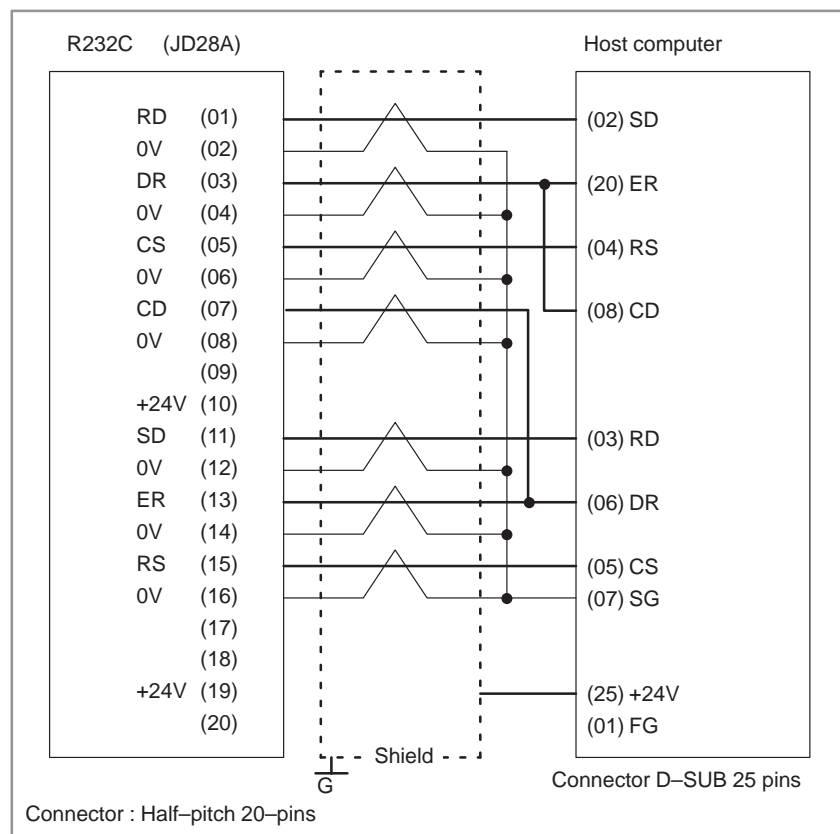 R232C (JD28A) Host computer
RD (01) (02) SD
0V (02)
DR (03) (20) ER
0V (04)
CS (05) (04) RS
0V (06)
CD (07) (08) CD
0V (08)
(09)
+24V (10)
SD (11) (03) RD
0V (12)
ER (13) (06) DR
0V (14)
RS (15) (05) CS
0V (16) (07) SG
(17)
(18)
+24V (19) (25) +24V
(20) (01) FG
Shield
G
Connector D–SUB 25 pins
Connector : Half–pitch 20–pins